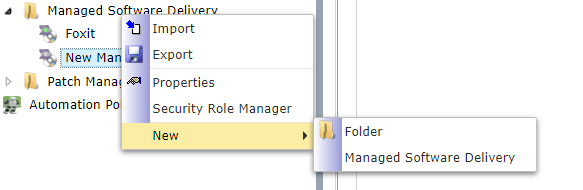 Managed Software Delivery
Foxit
New Man
Patch Manag
Automation Po
Import
Export
Properties
Security Role Manager
New
Folder
Managed Software Delivery